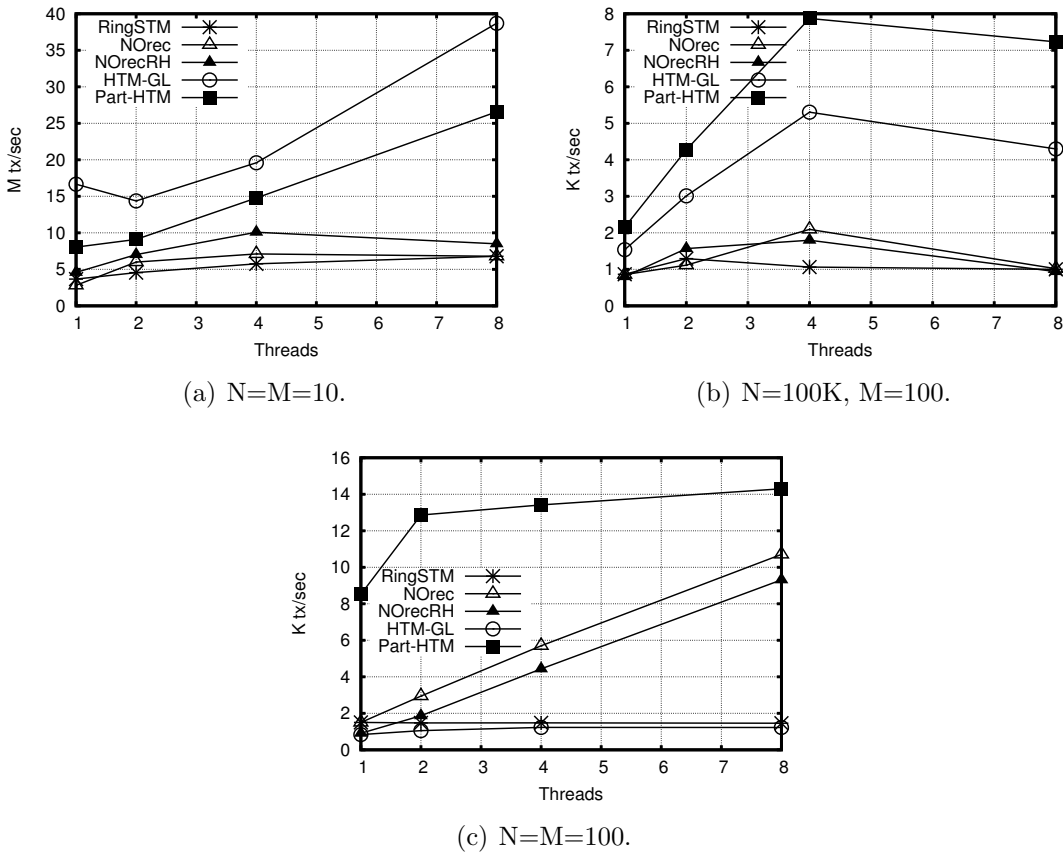 40
35
30
25
20
15
10
5
0
M tx/sec
RingSTM
NOrec
NOrecRH
HTM-GL
Part-HTM
1 2 3 4 5 6 7 8
Threads
(a) N=M=10.
8
7
6
5
4
3
2
1
0
K tx/sec
RingSTM
NOrec
NOrecRH
HTM-GL
Part-HTM
1 2 3 4 5 6 7 8
Threads
(b) N=100K, M=100.
16
14
12
10
8
6
4
2
0
K tx/sec
RingSTM
NOrec
NOrecRH
HTM-GL
Part-HTM
1 2 3 4 5 6 7 8
Threads
(c) N=M=100.